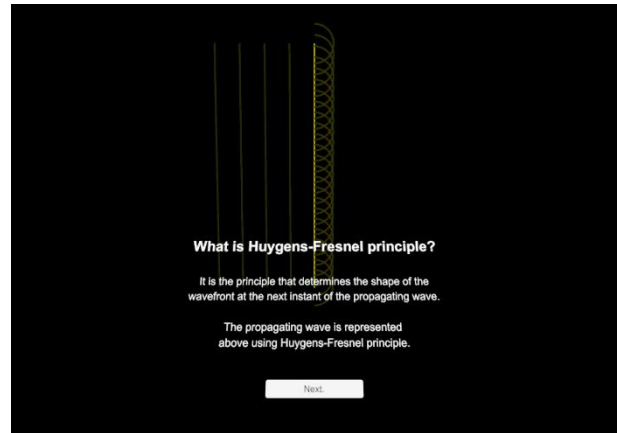 What is Huygens-Fresnel principle?
It is the principle that determines the shape of the
wavefront at the next instant of the propagating wave.
The propagating wave is represented
above using Huygens-Fresnel principle.
Next.